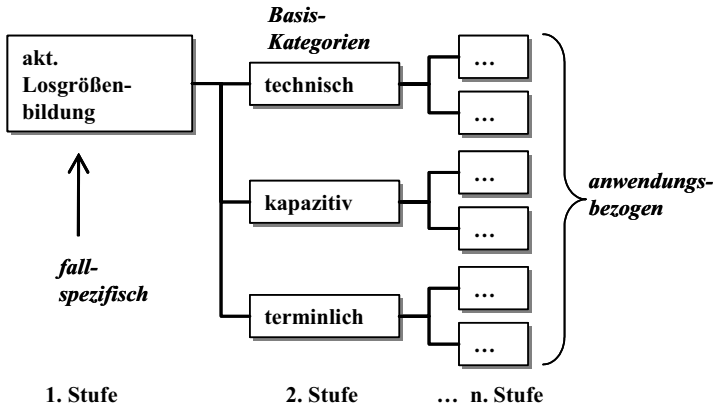 akt.
Losgrößen-
bildung
fall-
spezifisch
Basis-
Kategorien
technisch
kapazitiv
terminlich
...
...
...
...
...
...
anwendungs-
bezogen
1. Stufe
2. Stufe
... n. Stufe